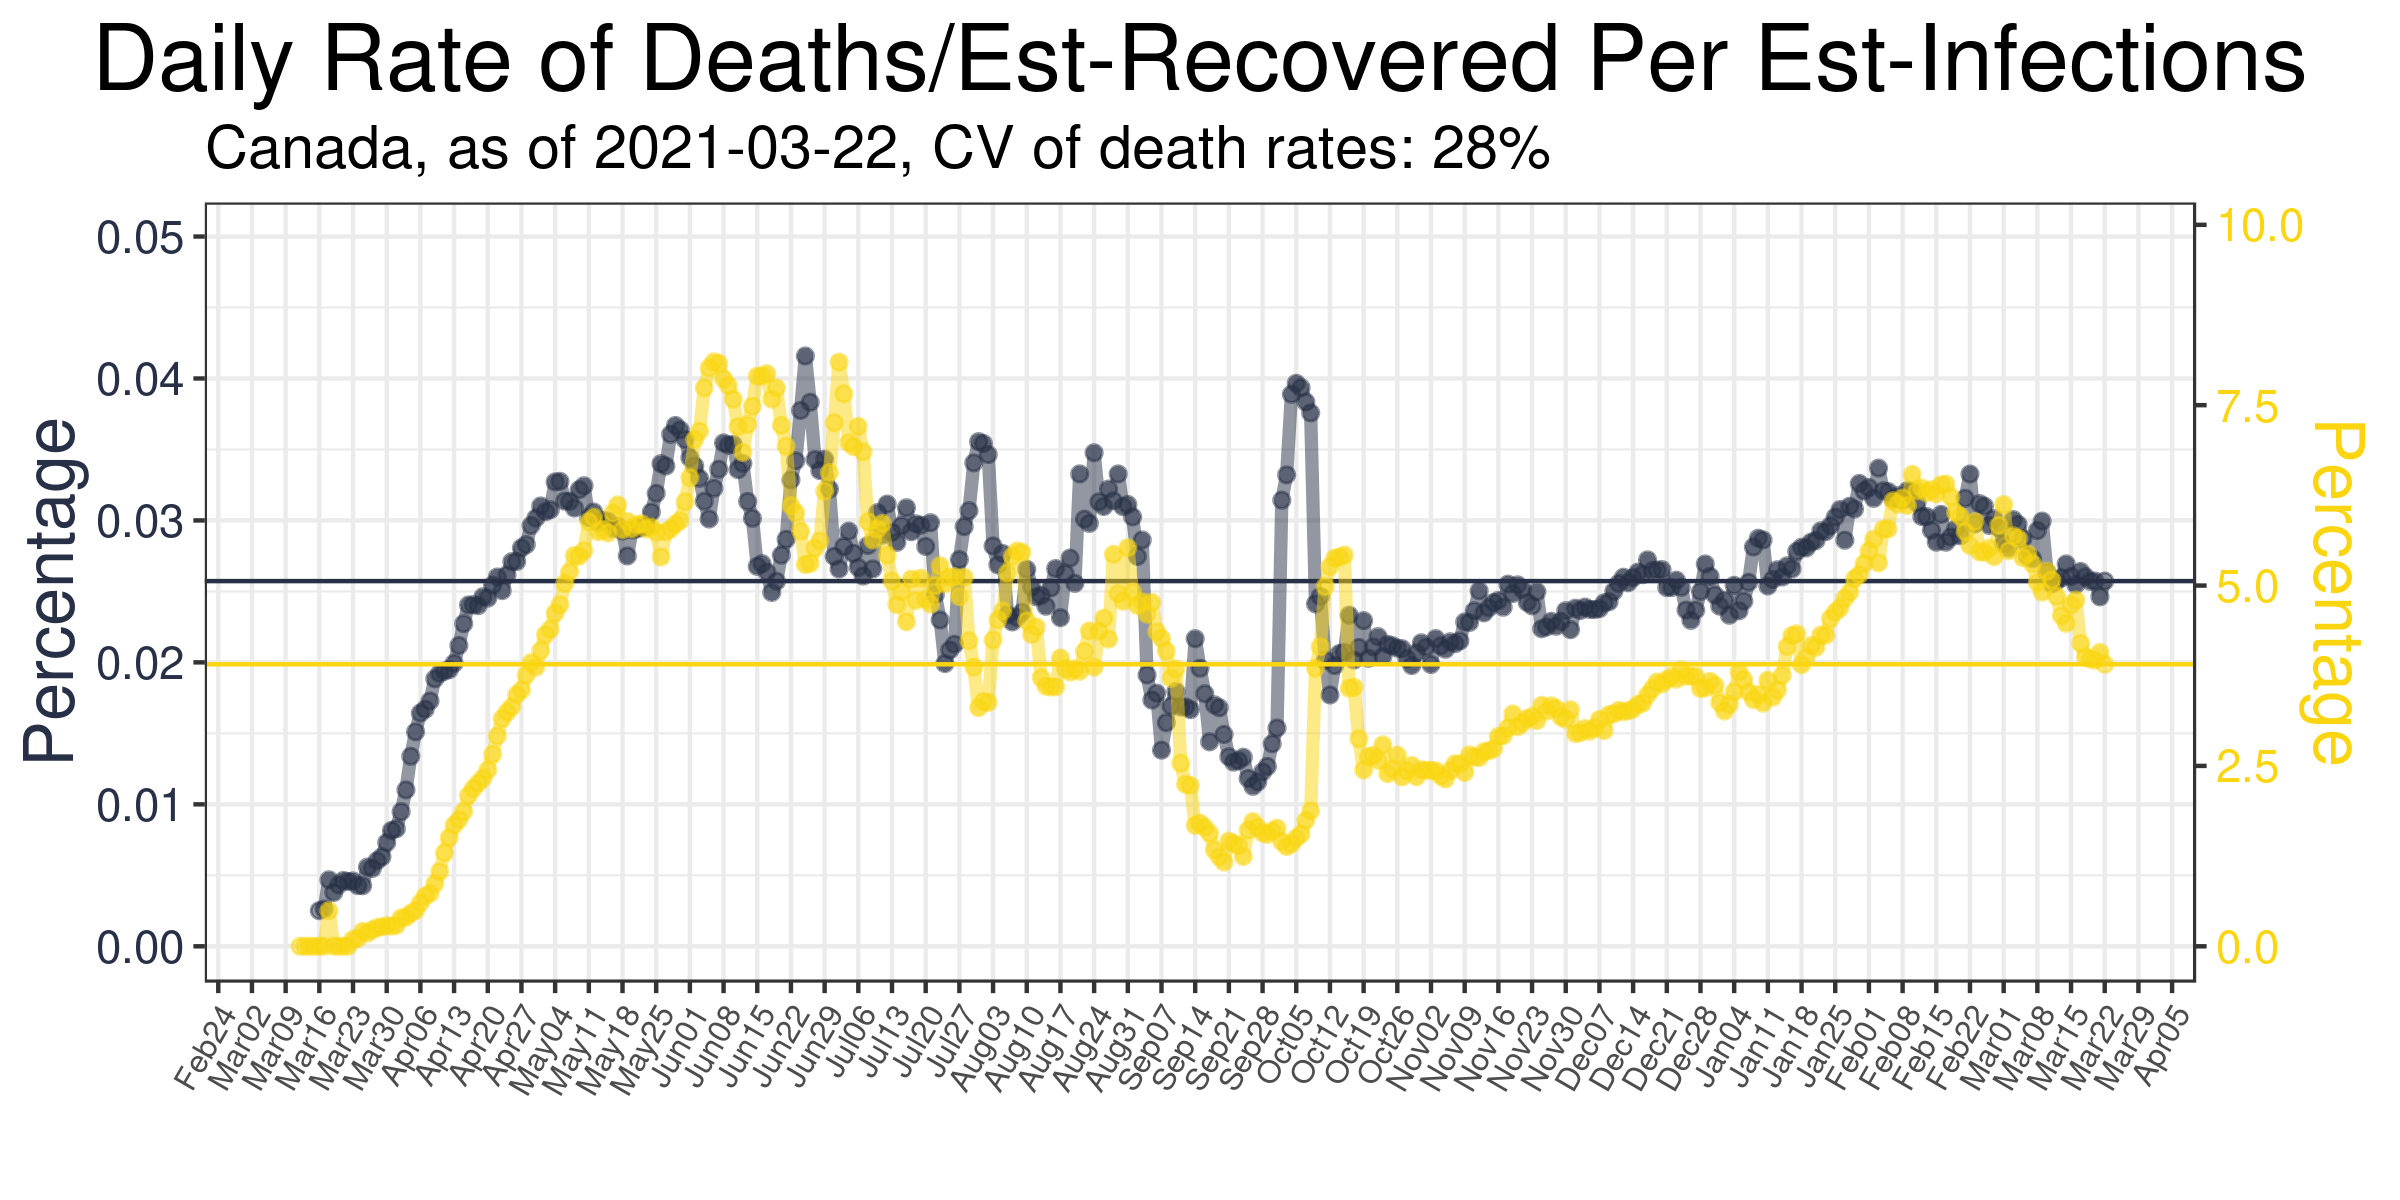 Daily Rate of Deaths/Est-Recovered Per Est-Infections
Canada, as of 2021-03-22, CV of death rates: 28%
Percentage
0.05
0.04
0.03
0.02
0.01
0.00
10.0
7.5
5.0
2.5
0.0
Percentage
Feb24
Mar02
Mar09
Mar16
Mar23
Mar30
Apr06
Apr13
Apr20
Apr27
May04
May11
May18
May25
Jun01
Jun08
Jun15
Jun22
Jun29
Jul06
Jul13
Jul20
Jul27
Aug03
Aug10
Aug17
Aug24
Aug31
Sep07
Sep14
Sep21
Sep28
Oct05
Oct12
Oct19
Oct26
Nov02
Nov09
Nov16
Nov23
Nov30
Dec07
Dec14
Dec21
Dec28
Jan04
Jan11
Jan18
Jan25
Feb01
Feb08
Feb15
Feb22
Mar01
Mar08
Mar15
Mar22
Mar29
Apr05